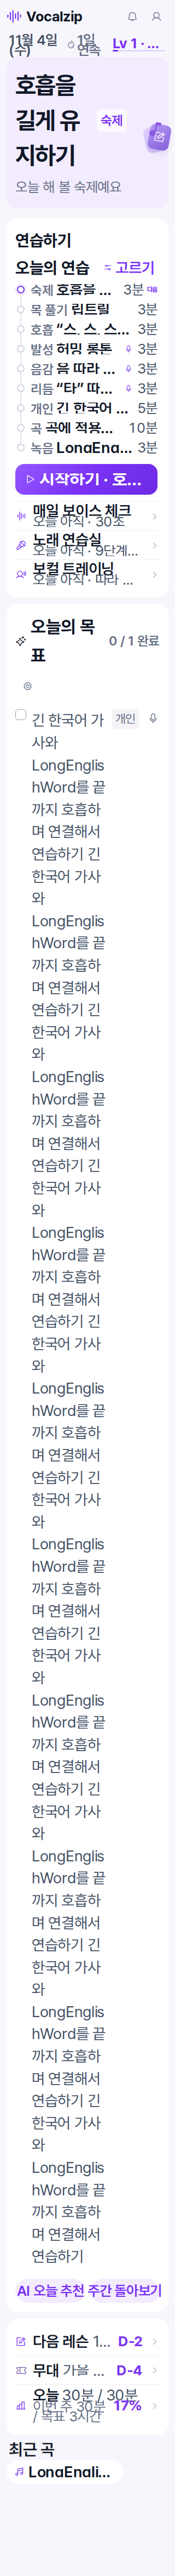 Vocalzip
11월 4일 (수)
1일 연속
Lv 1 · ...
호흡을
길게 유
지하기
숙제
오늘 해 볼 숙제예요
연습하기
오늘의 연습
고르기
숙제 호흡을 ... 3분 다음
목 풀기 립트릴 3분
호흡 “스, 스, 스... 3분
발성 허밍 롱톤 3분
음감 음 따라 ... 3분
리듬 “타” 따... 3분
개인 긴 한국어 ... 5분
곡 곡에 적용... 10분
녹음 LonaEna... 3분
시작하기 · 호...
매일 보이스 체크
오늘 아직 · 30초
노래 연습실
오늘 아직 · 9단계...
보컬 트레이닝
오늘 아직 · 따라 ...
오늘의 목
표
0 / 1 완료
긴 한국어 가
개인
사와
LongEnglis
hWord를 끝
까지 호흡하
며 연결해서
연습하기 긴
한국어 가사
와
LongEnglis
hWord를 끝
까지 호흡하
며 연결해서
연습하기 긴
한국어 가사
와
LongEnglis
hWord를 끝
까지 호흡하
며 연결해서
연습하기 긴
한국어 가사
와
LongEnglis
hWord를 끝
까지 호흡하
며 연결해서
연습하기 긴
한국어 가사
와
LongEnglis
hWord를 끝
까지 호흡하
며 연결해서
연습하기 긴
한국어 가사
와
LongEnglis
hWord를 끝
까지 호흡하
며 연결해서
연습하기 긴
한국어 가사
와
LongEnglis
hWord를 끝
까지 호흡하
며 연결해서
연습하기 긴
한국어 가사
와
LongEnglis
hWord를 끝
까지 호흡하
며 연결해서
연습하기 긴
한국어 가사
와
LongEnglis
hWord를 끝
까지 호흡하
며 연결해서
연습하기 긴
한국어 가사
와
LongEnglis
hWord를 끝
까지 호흡하
며 연결해서
연습하기
AI 오늘 추천 주간 돌아보기
다음 레슨 1... D-2
무대 가을 ... D-4
오늘 30분 / 30분
이번 주 30분 / 목표 3시간
17%
최근 곡
LonaEnali...